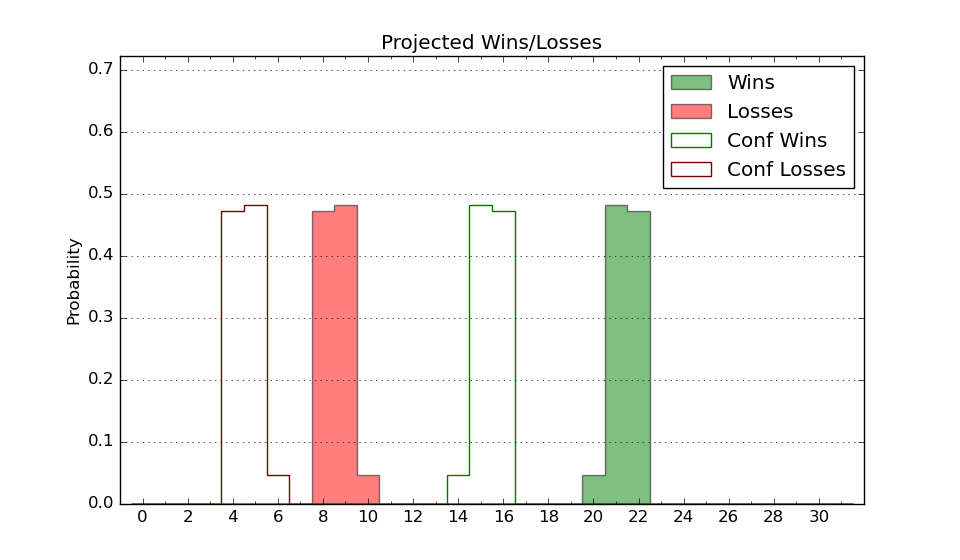 Projected Wins/Losses
0.7
0.6
0.5
0.4
0.3
0.2
0.1
0.0
Probability
Wins
Losses
Conf Wins
Conf Losses
0 2 4 6 8 10 12 14 16 18 20 22 24 26 28 30